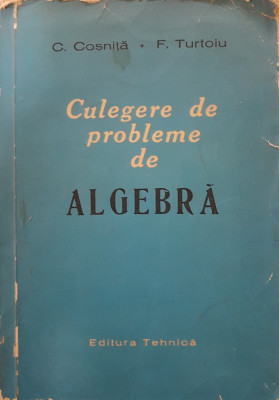 C. Cosniță • F. Turtoiu
Culegere de
probleme
de
ALGEBRĂ
Editura Tehnică